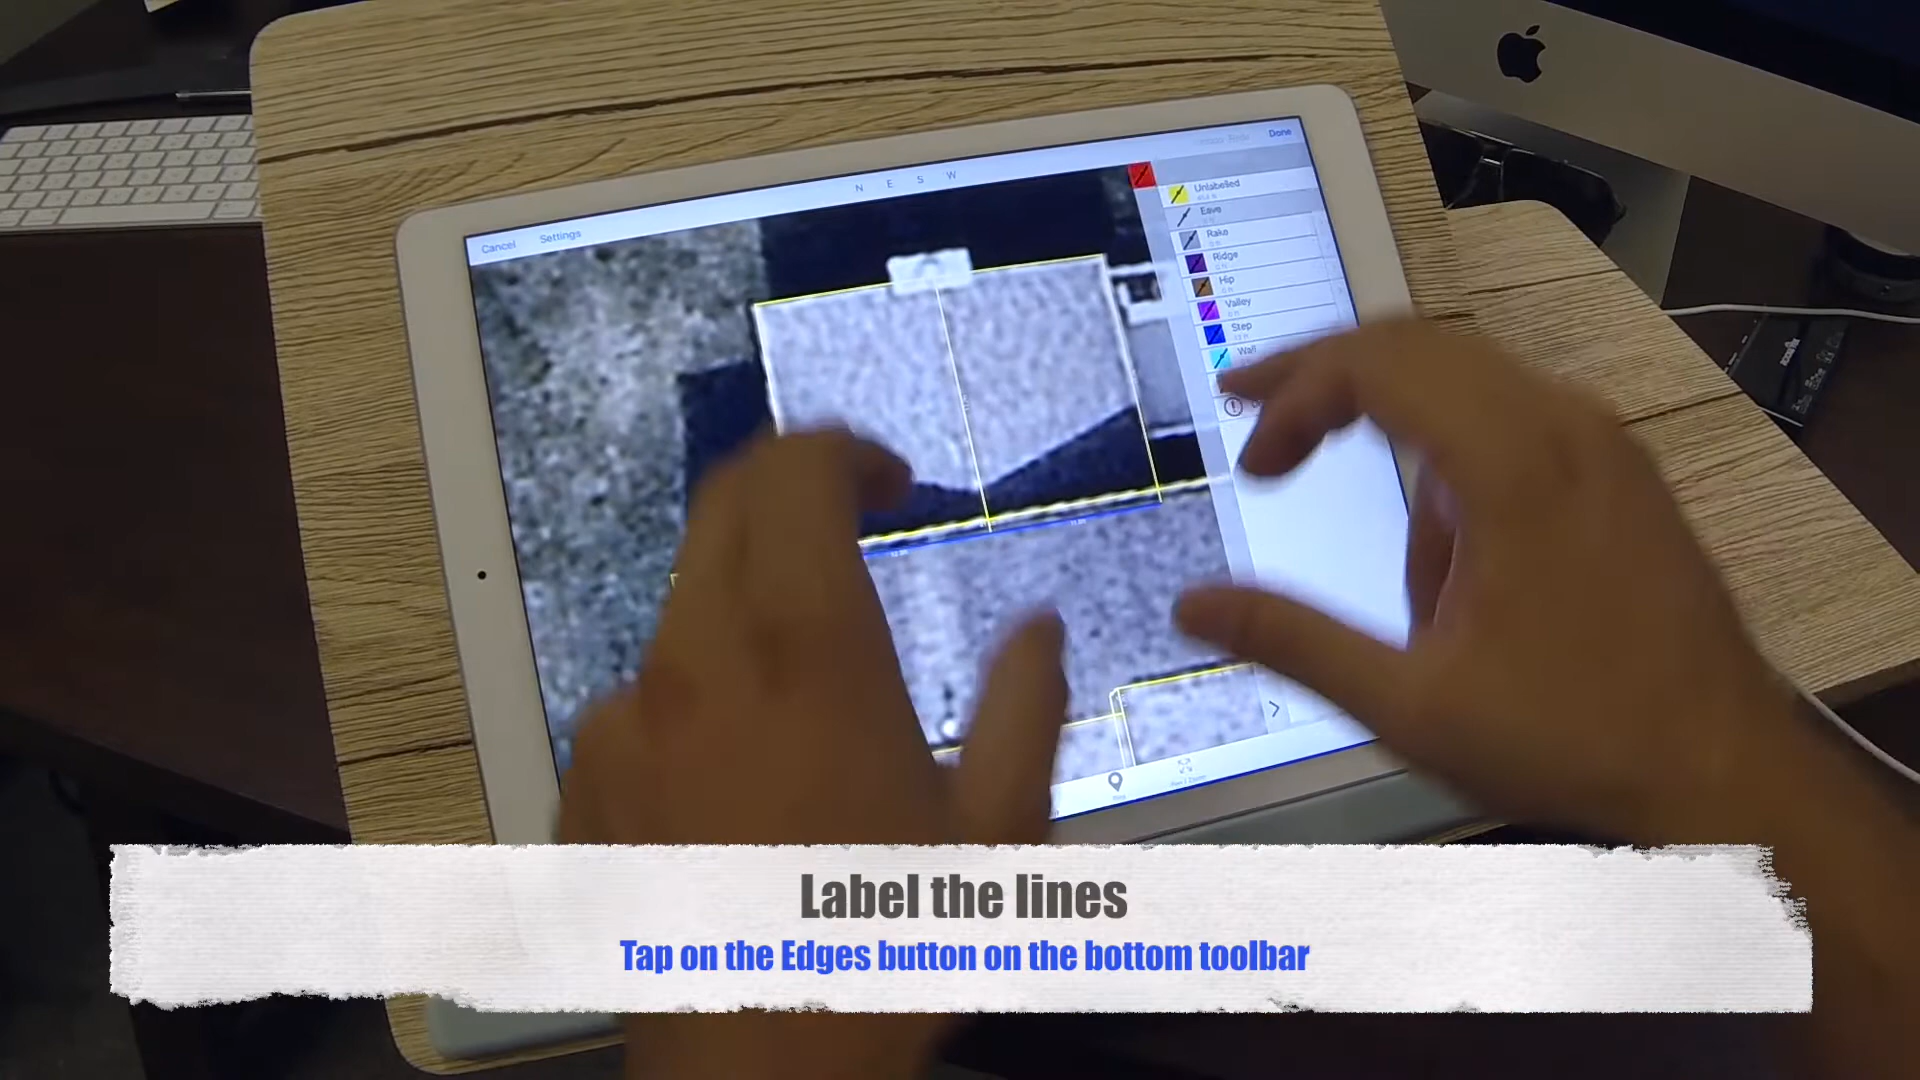 Done
N E S W
Cancel Settings
Unlabelled
Eave
Rake
Ridge
Hip
Valley
Step
Wall
Label the lines
Tap on the Edges button on the bottom toolbar